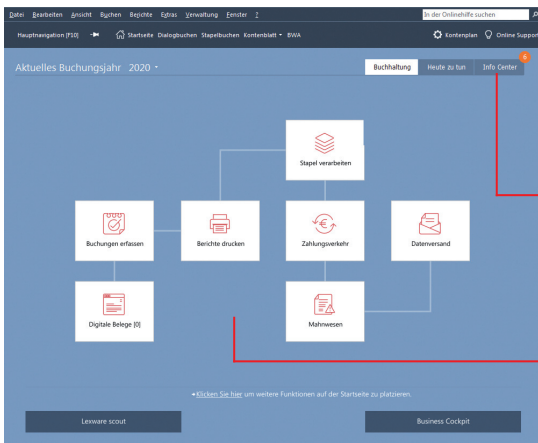 Datei Bearbeiten Ansicht Buchen Berichte Extras Verwaltung Fenster ?
In der Onlinehilfe suchen
Hauptnavigation [F10] Startseite Dialogbuchen Stapelbuchen Kontenblatt BWA Kontenplan Online Support
Aktuelles Buchungsjahr 2020
Buchhaltung Heute zu tun Info Center
Stapel verarbeiten
Buchungen erfassen Berichte drucken Zahlungsverkehr Datenversand
Digitale Belege [0] Mahnwesen
Klicken Sie hier um weitere Funktionen auf der Startseite zu platzieren.
Lexware scout Business Cockpit